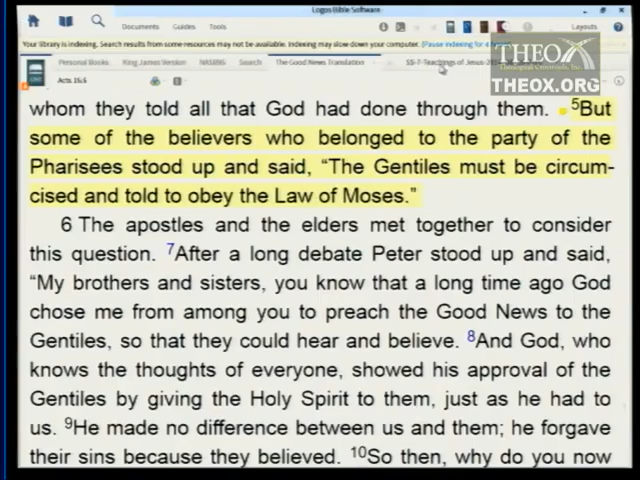 Logos Bible Software
Documents Guides Tools Layouts
Your library is indexing. Search results from some resources may not be available. Indexing may slow down your computer. (Pause indexing for
Personal Books King James Version NASB95 Search The Good News Translation SS-7-Teachings of Jesus-201
THEOX
THEOX.ORG
Acts 15:5
whom they told all that God had done through them. 5But
some of the believers who belonged to the party of the
Pharisees stood up and said, “The Gentiles must be circum-
cised and told to obey the Law of Moses.”
6 The apostles and the elders met together to consider
this question. 7After a long debate Peter stood up and said,
“My brothers and sisters, you know that a long time ago God
chose me from among you to preach the Good News to the
Gentiles, so that they could hear and believe. 8And God, who
knows the thoughts of everyone, showed his approval of the
Gentiles by giving the Holy Spirit to them, just as he had to
us. 9He made no difference between us and them; he forgave
their sins because they believed. 10So then, why do you now